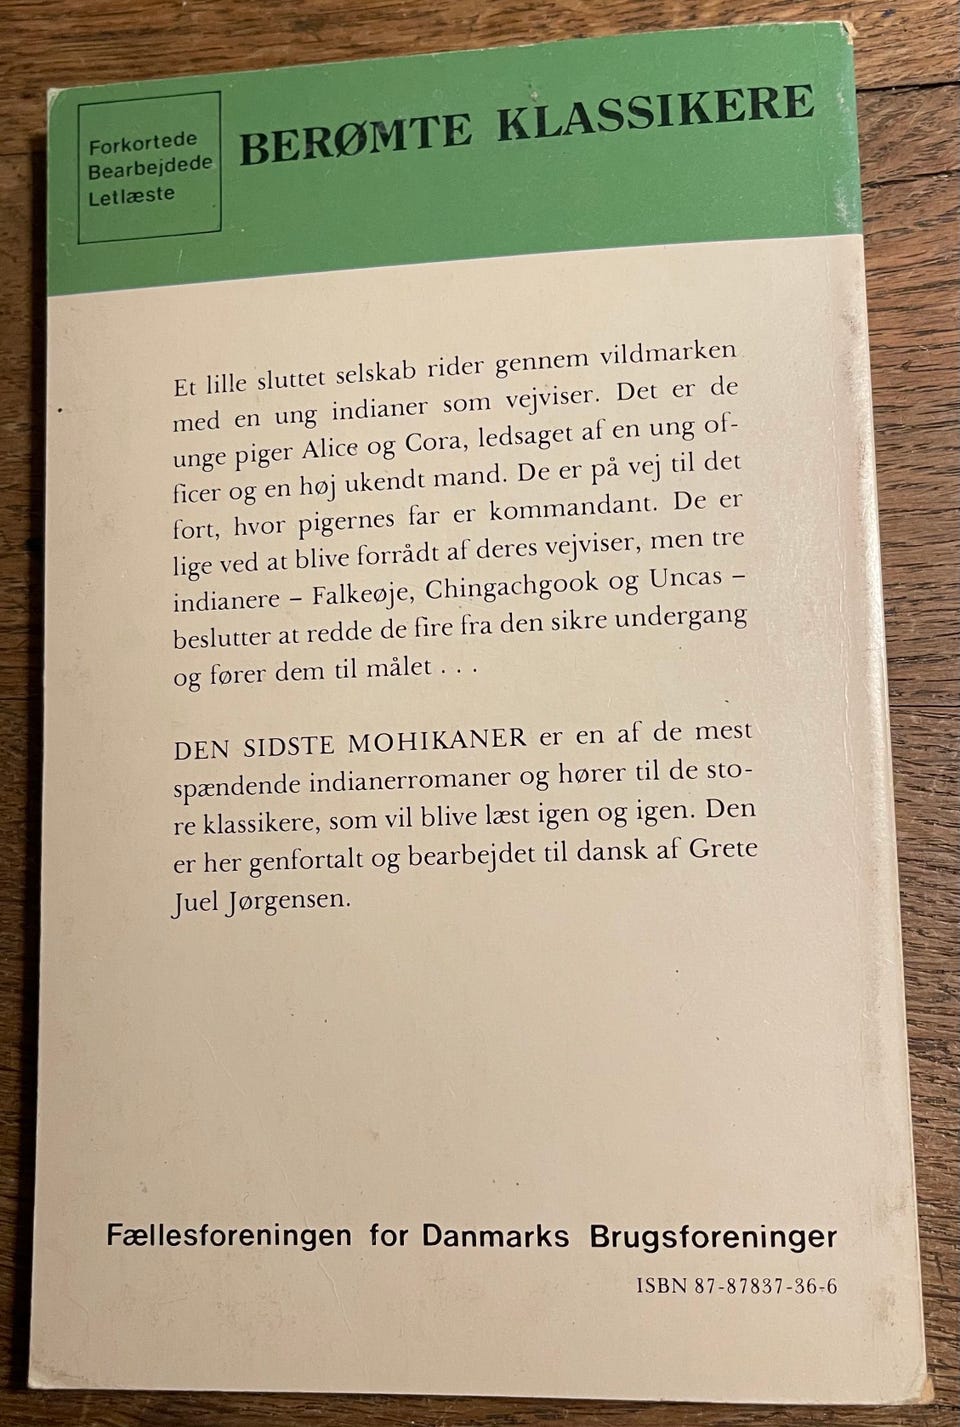 Forkortede
Bearbejdede
Letlæste
BERØMTE KLASSIKERE
Et lille sluttet selskab rider gennem vildmarken
med en ung indianer som vejviser. Det er de
unge piger Alice og Cora, ledsaget af en ung of-
ficer og en høj ukendt mand. De er på vej til det
fort, hvor pigernes far er kommandant. De er
lige ved at blive forrådt af deres vejviser, men tre
indianere – Falkeøje, Chingachgook og Uncas –
beslutter at redde de fire fra den sikre undergang
og fører dem til målet . . .
DEN SIDSTE MOHIKANER er en af de mest
spændende indianerromaner og hører til de sto-
re klassikere, som vil blive læst igen og igen. Den
er her genfortalt og bearbejdet til dansk af Grete
Juel Jørgensen.
Fællesforeningen for Danmarks Brugsforeninger
ISBN 87-87837-36-6